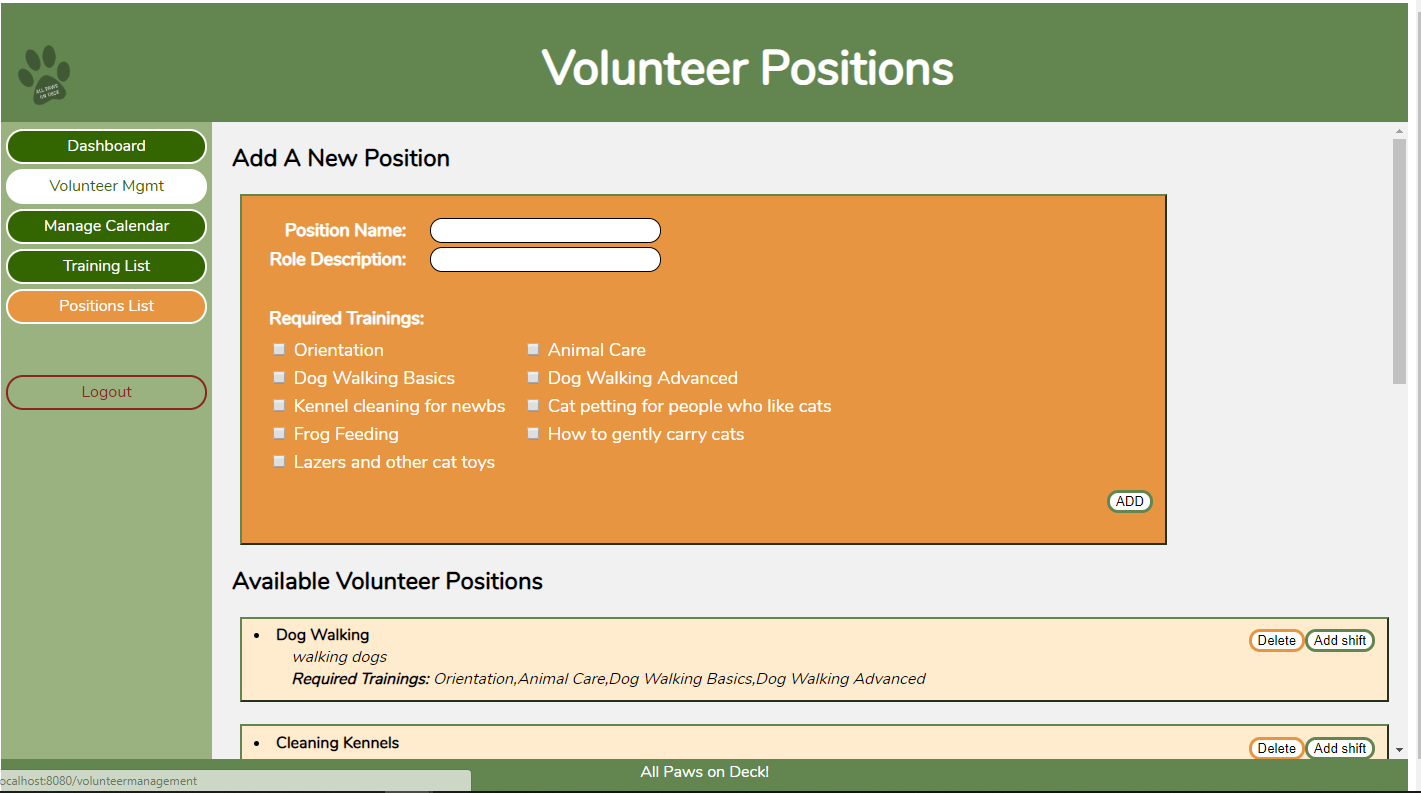 Volunteer Positions
ALL PAWS
ON DECK
Dashboard
Volunteer Mgmt
Manage Calendar
Training List
Positions List
Logout
Add A New Position
Position Name:
Role Description:
Required Trainings:
Orientation Animal Care
Dog Walking Basics Dog Walking Advanced
Kennel cleaning for newbs Cat petting for people who like cats
Frog Feeding How to gently carry cats
Lazers and other cat toys
ADD
Available Volunteer Positions
Dog Walking Delete Add shift
walking dogs
Required Trainings: Orientation,Animal Care,Dog Walking Basics,Dog Walking Advanced
Cleaning Kennels Delete Add shift
All Paws on Deck!
ocalhost:8080/volunteermanagement